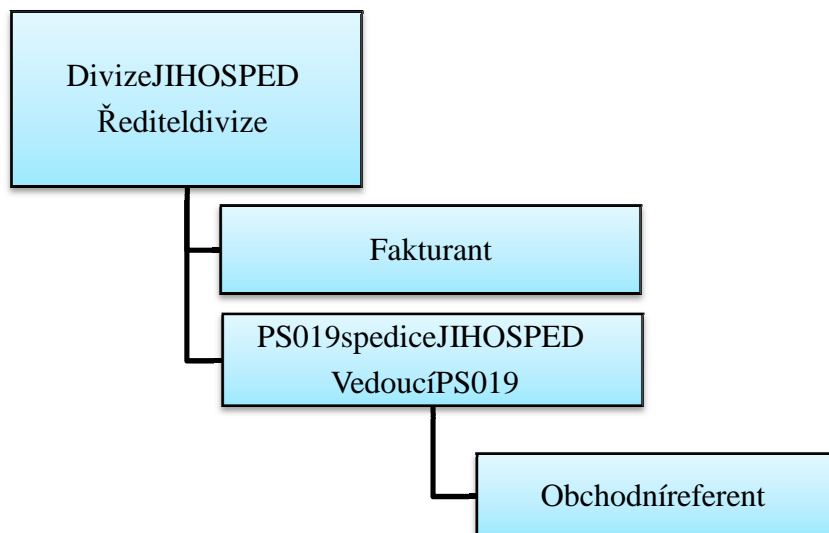 DivizeJIHOSPED
Řediteldivize
Fakturant
PS019spediceJIHOSPED
VedoucíPS019
Obchodníreferent